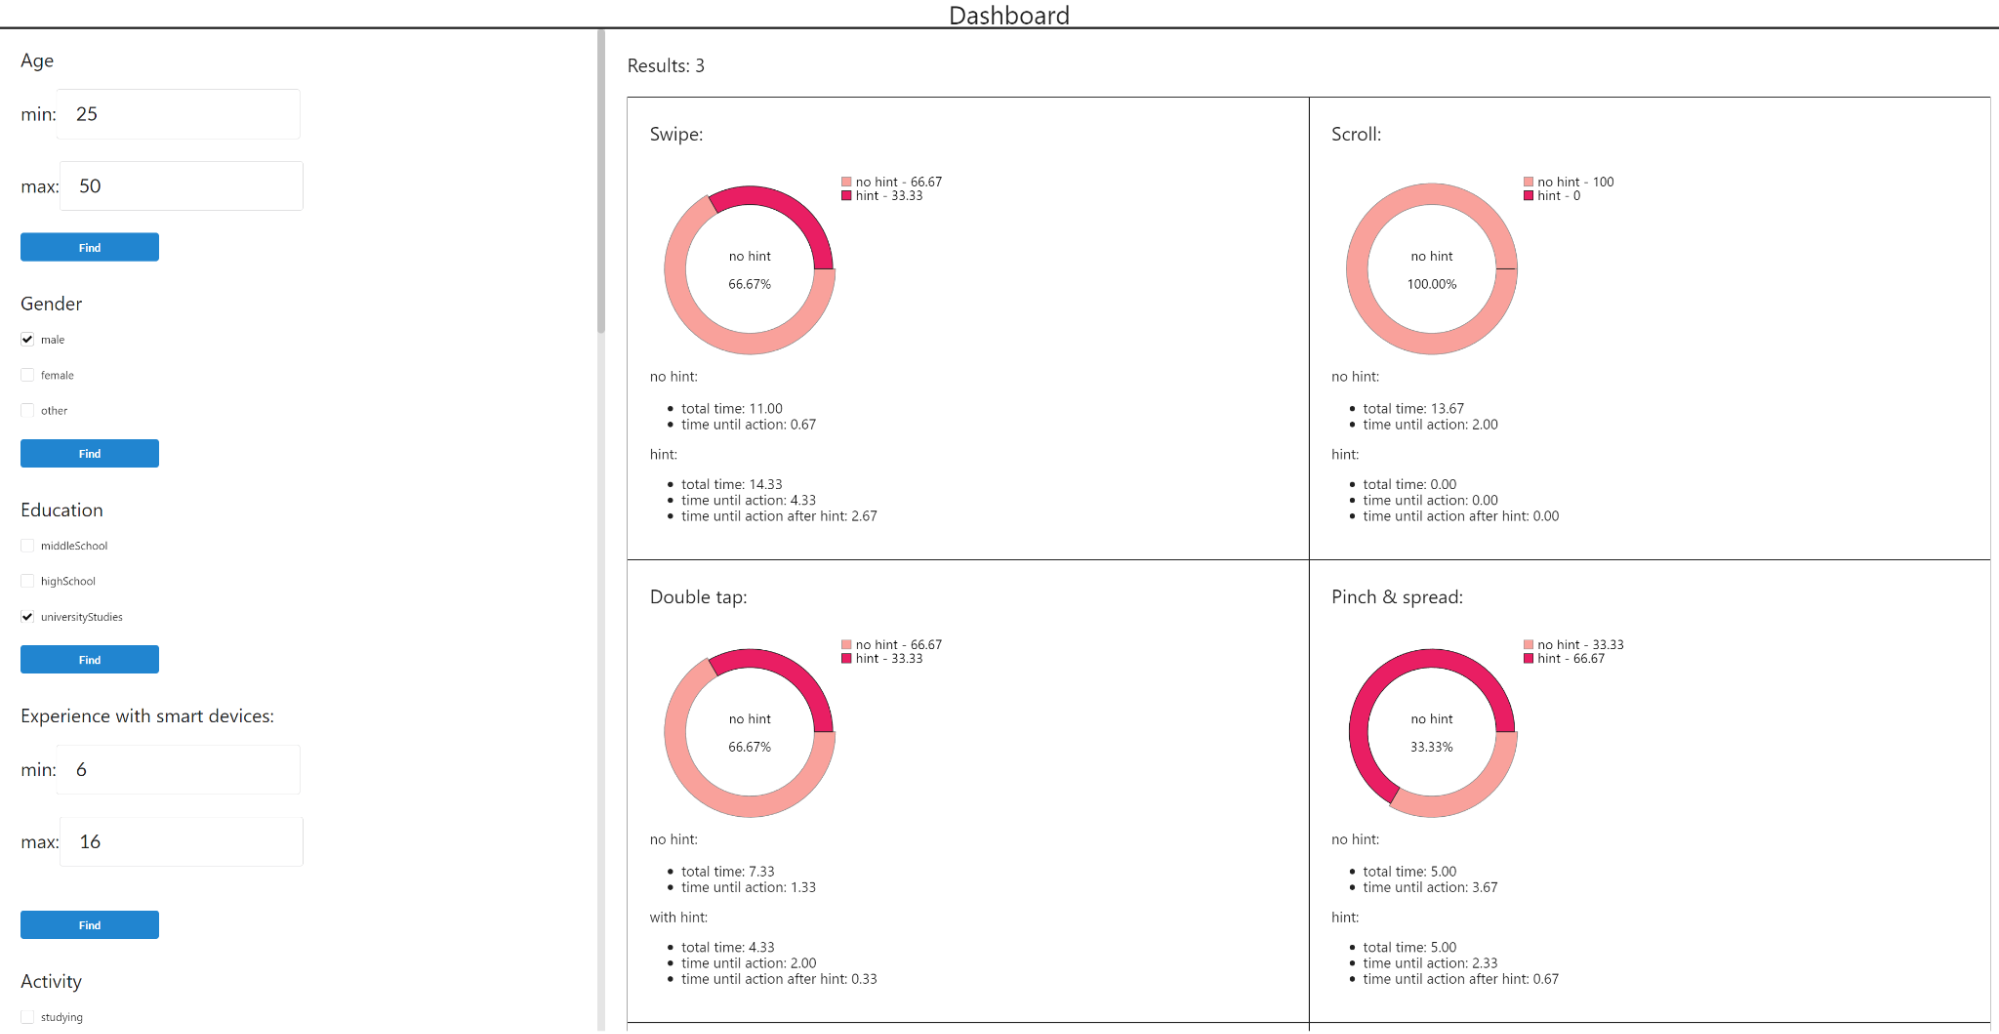 Dashboard
Age
min: 25
max: 50
Find
Gender
male
female
other
Find
Education
middleSchool
highSchool
universityStudies
Find
Experience with smart devices:
min: 6
max: 16
Find
Activity
studying
Results: 3
Swipe:
no hint - 66.67
hint - 33.33
no hint
66.67%
no hint:
• total time: 11.00
• time until action: 0.67
hint:
• total time: 14.33
• time until action: 4.33
• time until action after hint: 2.67
Scroll:
no hint - 100
hint - 0
no hint
100.00%
no hint:
• total time: 13.67
• time until action: 2.00
hint:
• total time: 0.00
• time until action: 0.00
• time until action after hint: 0.00
Double tap:
no hint - 66.67
hint - 33.33
no hint
66.67%
no hint:
• total time: 7.33
• time until action: 1.33
with hint:
• total time: 4.33
• time until action: 2.00
• time until action after hint: 0.33
Pinch & spread:
no hint - 33.33
hint - 66.67
no hint
33.33%
no hint:
• total time: 5.00
• time until action: 3.67
hint:
• total time: 5.00
• time until action: 2.33
• time until action after hint: 0.67